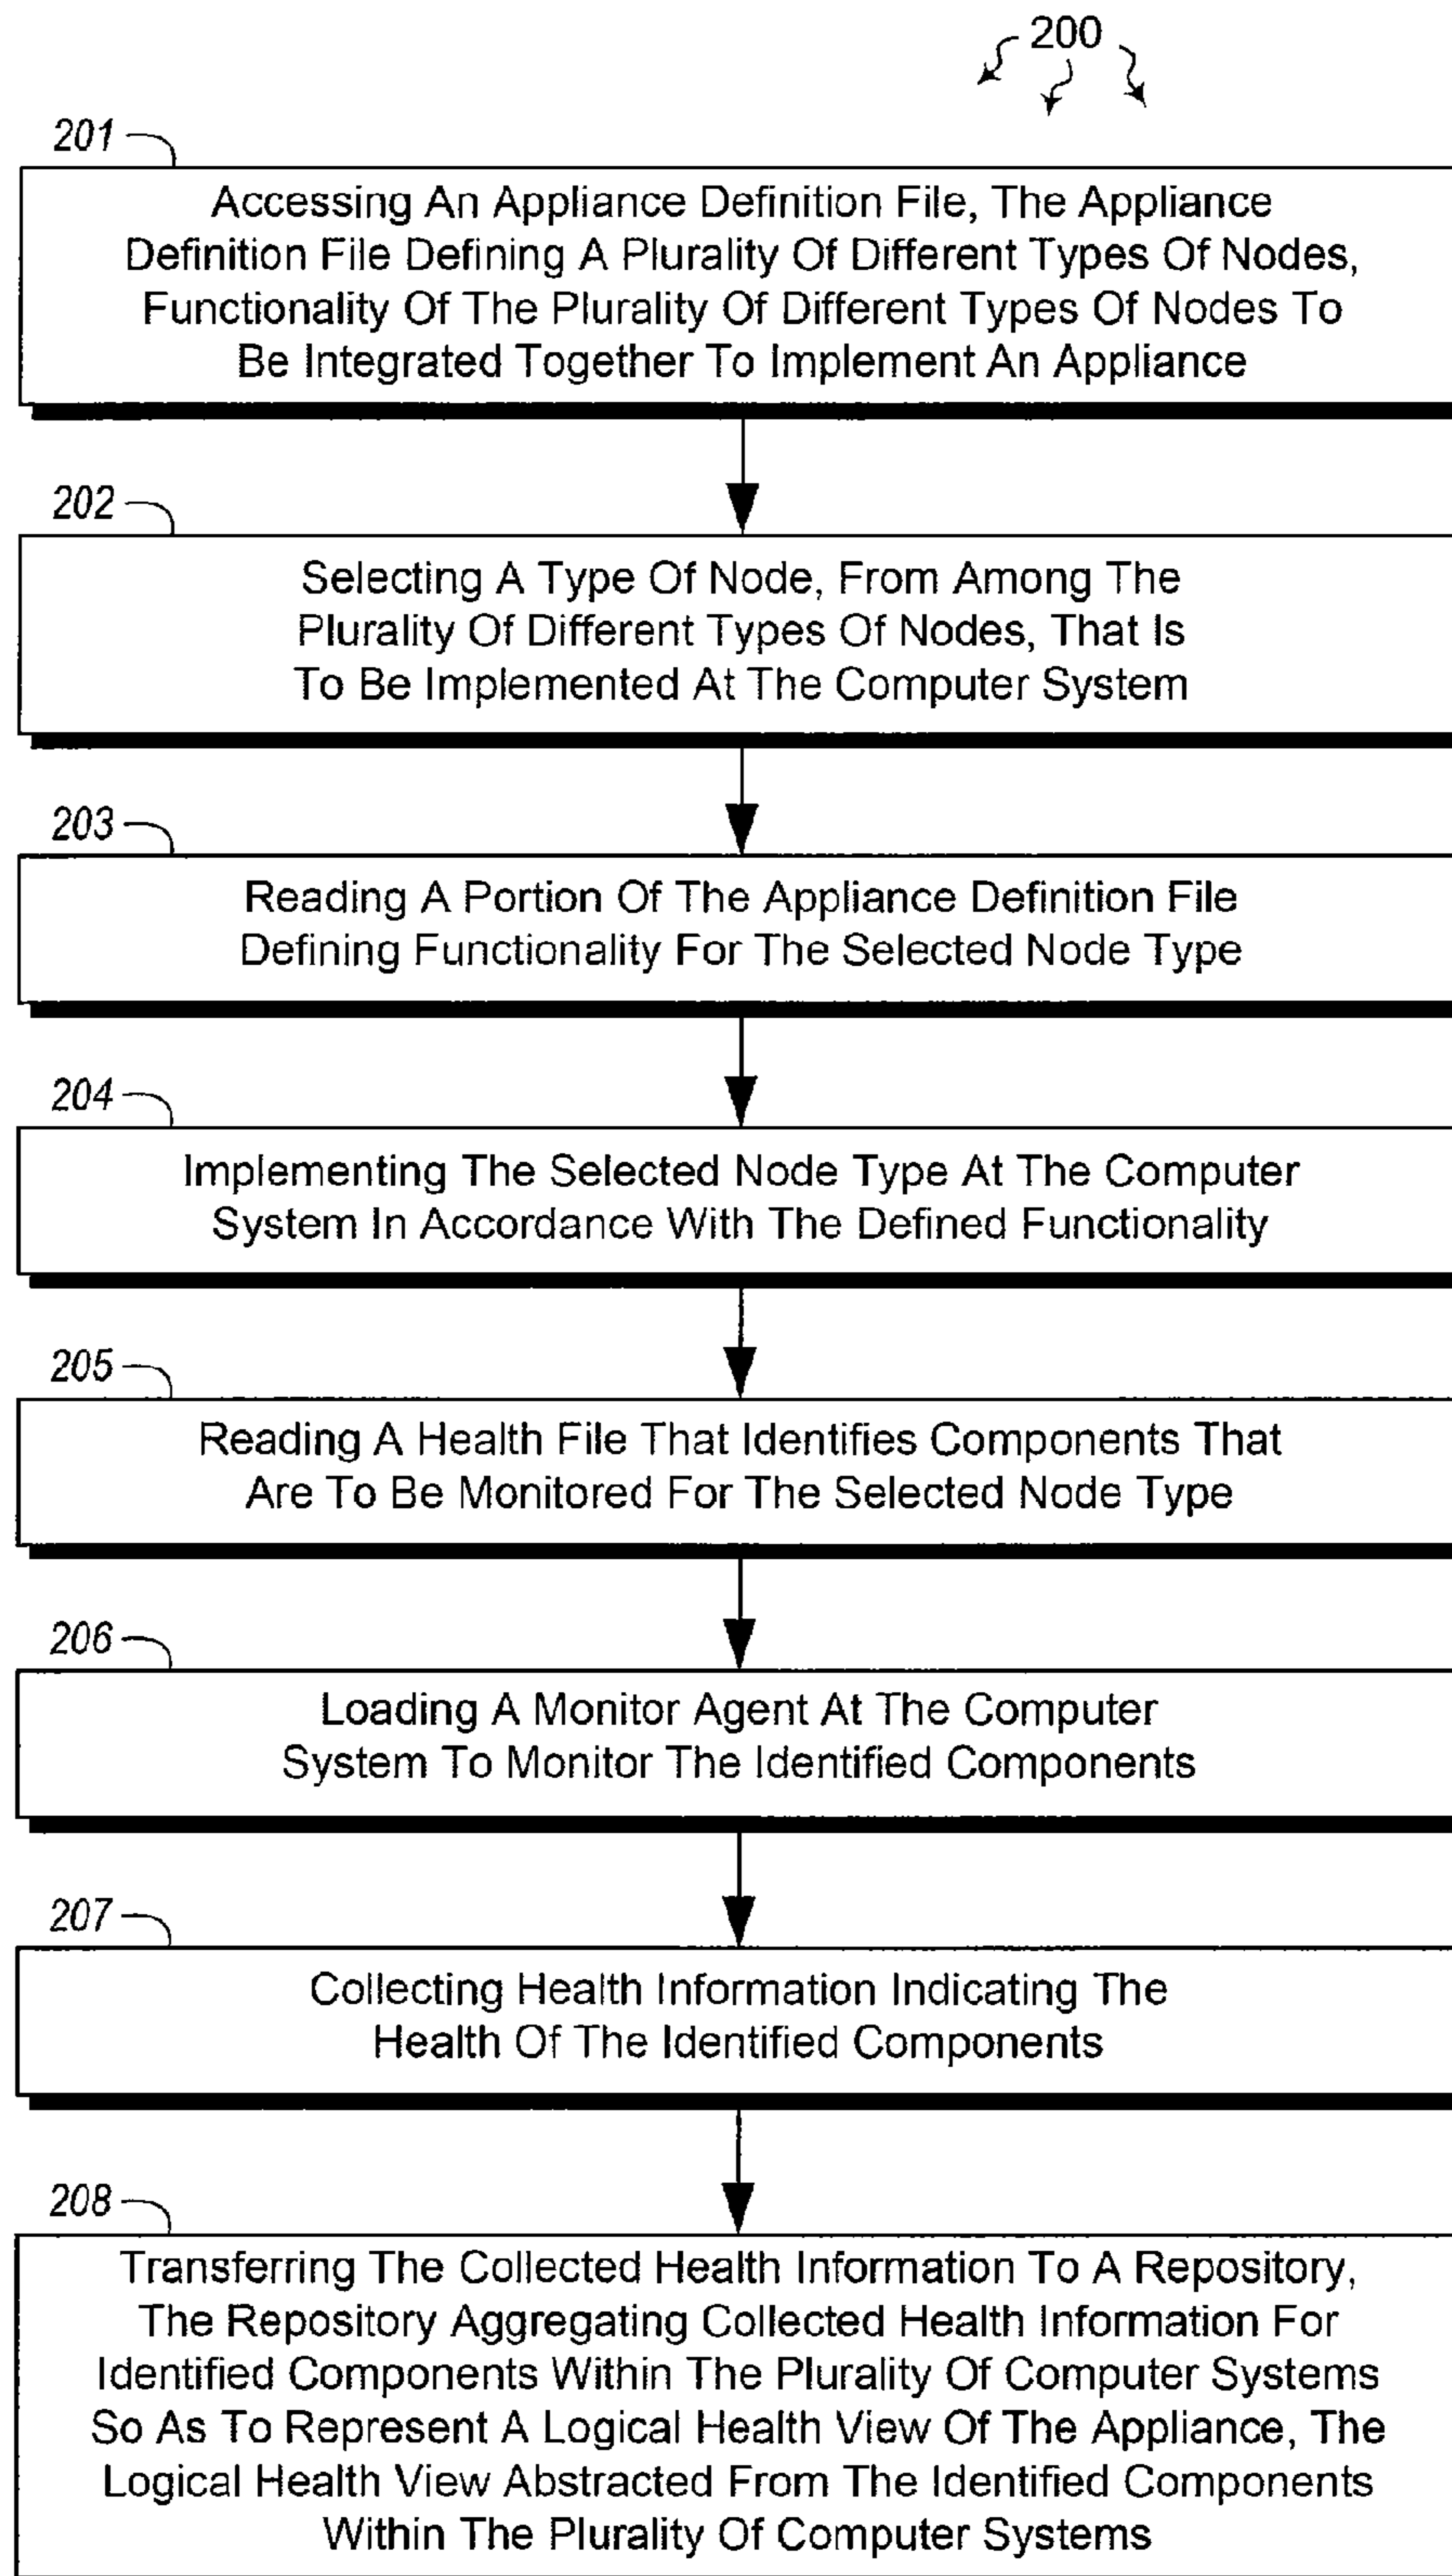 200
201
Accessing An Appliance Definition File, The Appliance
Definition File Defining A Plurality Of Different Types Of Nodes,
Functionality Of The Plurality Of Different Types Of Nodes To
Be Integrated Together To Implement An Appliance
202
Selecting A Type Of Node, From Among The
Plurality Of Different Types Of Nodes, That Is
To Be Implemented At The Computer System
203
Reading A Portion Of The Appliance Definition File
Defining Functionality For The Selected Node Type
204
Implementing The Selected Node Type At The Computer
System In Accordance With The Defined Functionality
205
Reading A Health File That Identifies Components That
Are To Be Monitored For The Selected Node Type
206
Loading A Monitor Agent At The Computer
System To Monitor The Identified Components
207
Collecting Health Information Indicating The
Health Of The Identified Components
208
Transferring The Collected Health Information To A Repository,
The Repository Aggregating Collected Health Information For
Identified Components Within The Plurality Of Computer Systems
So As To Represent A Logical Health View Of The Appliance, The
Logical Health View Abstracted From The Identified Components
Within The Plurality Of Computer Systems